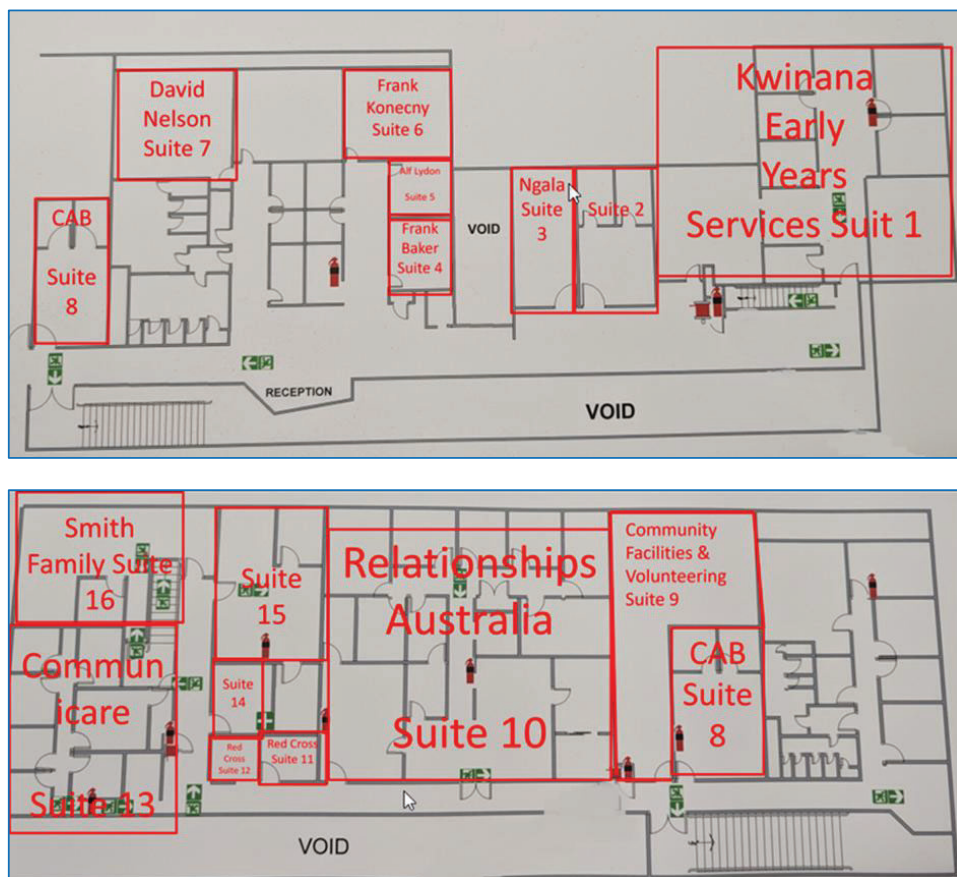 David
Nelson
Suite 7
Frank
Konecny
Suite 6
Alf Lydon
Suite 5
Frank
Baker
Suite 4
CAB
Suite
8
VOID
Ngala
Suite
3
Suite 2
Kwinana
Early
Years
Services Suit 1
RECEPTION
VOID
Smith
Family Suite
16
Commun
icare
Suite 13
Suite
15
Suite
14
Red
Cross
Suite 12
Red Cross
Suite 11
Relationships
Australia
Suite 10
Community
Facilities &
Volunteering
Suite 9
CAB
Suite
8
VOID